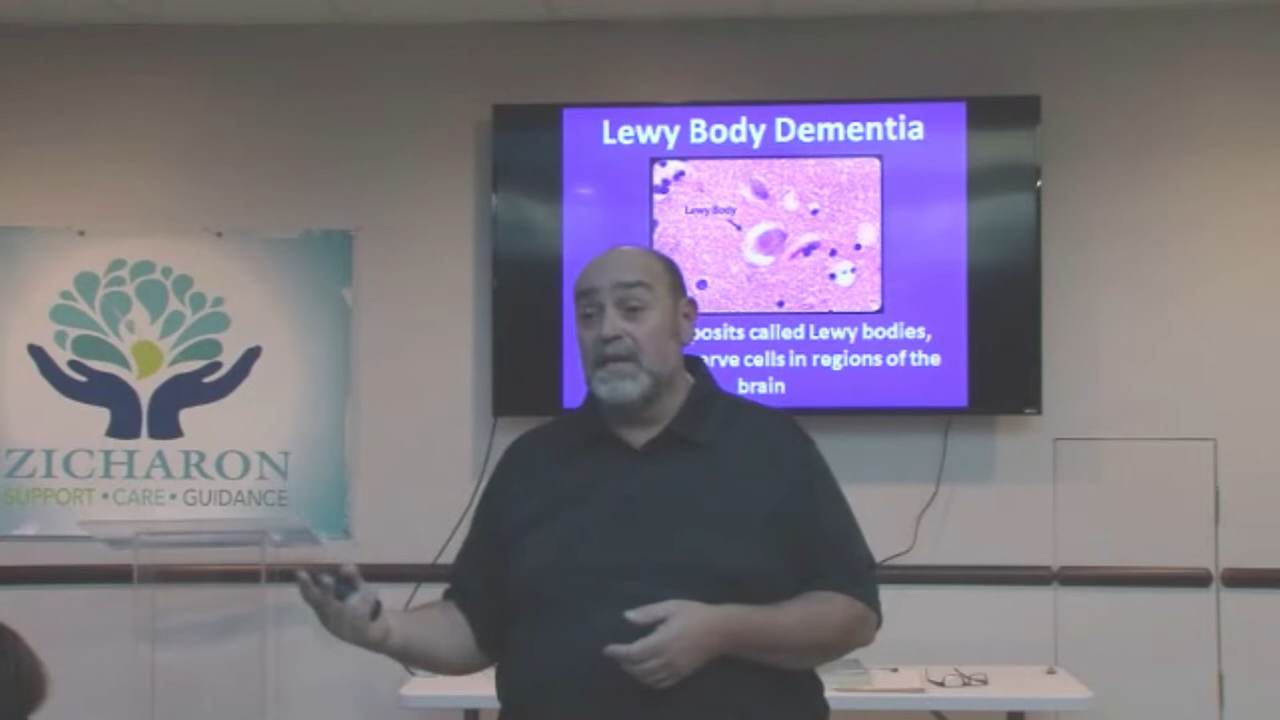 Lewy Body Dementia
Lewy Body
posits called Lewy bodies,
erve cells in regions of the
brain
ZICHARON
SUPPORT • CARE • GUIDANCE